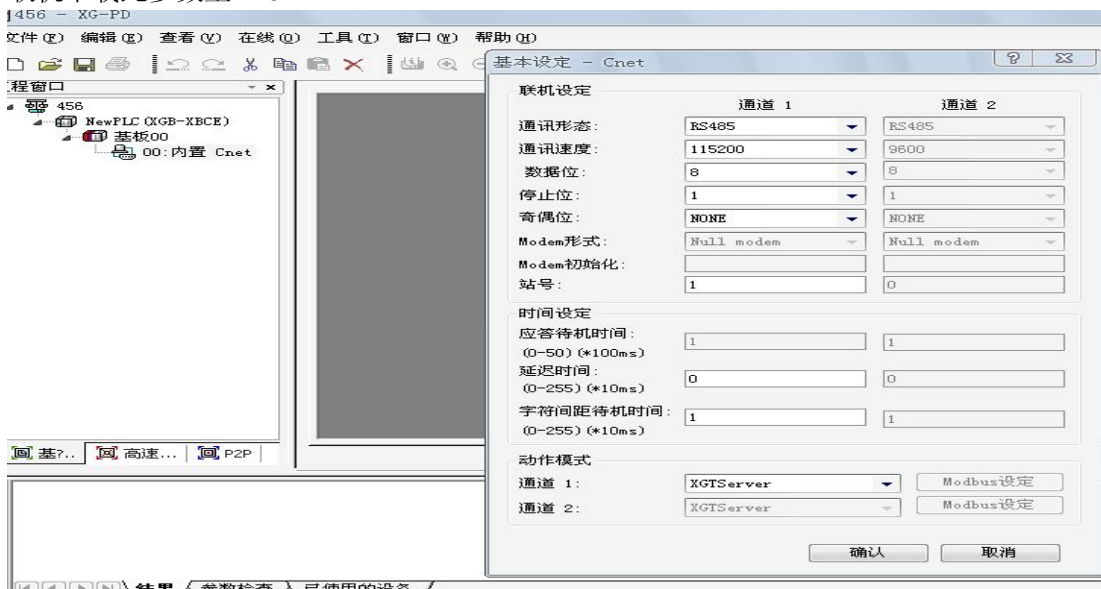 456 - XG-PD
文件(F) 编辑(E) 查看(V) 在线(O) 工具(T) 窗口(W) 帮助(H)
程窗口
456
NewPLC(XGB-XBCE)
基板00
00:内置 Cnet
基?.. 高速... P2P
基本设定 - Cnet
联机设定
通道 1 通道 2
通讯形态: RS485 RS485
通讯速度: 115200 9600
数据位: 8 8
停止位: 1 1
奇偶位: NONE NONE
Modem形式: Null modem Null modem
Modem初始化:
站号: 1 0
时间设定
应答待机时间: 1 1
(0-50)(*100ms)
延迟时间: 0 0
(0-255)(*10ms)
字符间距待机时间: 1 1
(0-255)(*10ms)
动作模式
通道 1: XGTServer Modbus设定
通道 2: XGTServer Modbus设定
确认 取消
结果 参数检查 已使用的设备